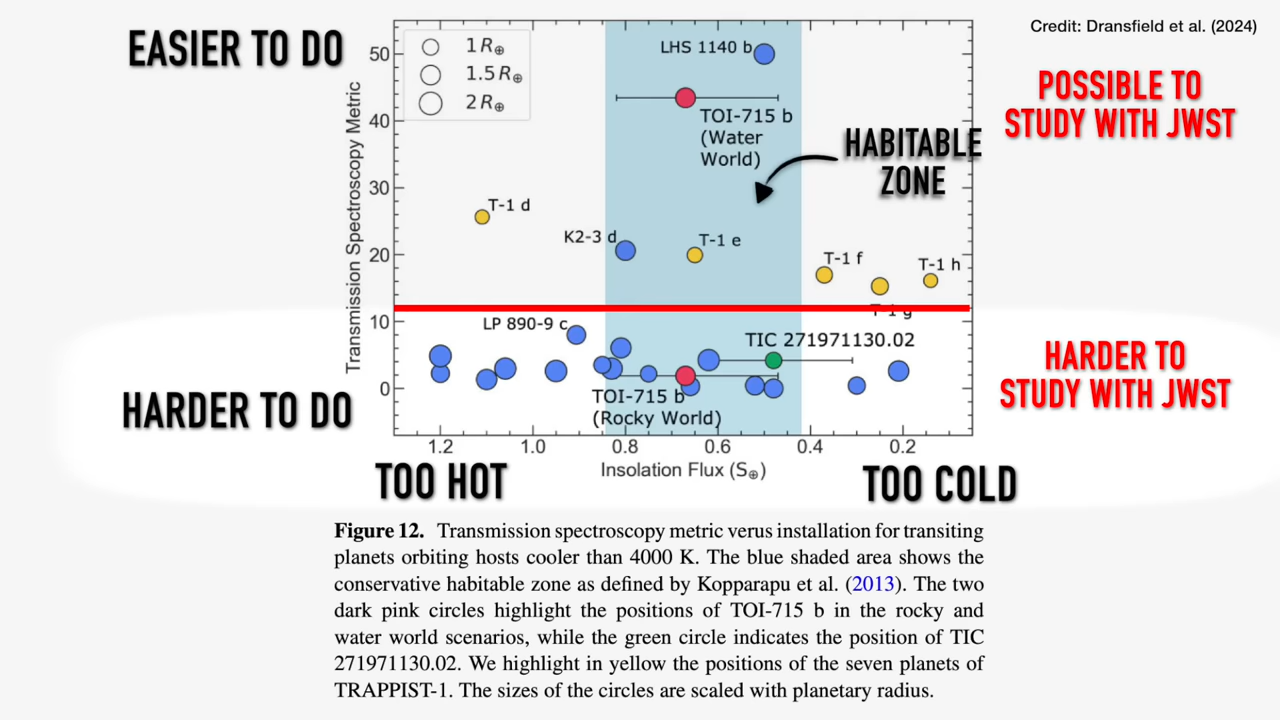 Credit: Dransfield et al. (2024)
EASIER TO DO
POSSIBLE TO
STUDY WITH JWST
HABITABLE
ZONE
HARDER TO
STUDY WITH JWST
HARDER TO DO
TOO HOT
TOO COLD
Transmission Spectroscopy Metric
50
40
30
20
10
0
1 R⊕
1.5 R⊕
2 R⊕
LHS 1140 b
TOI-715 b
(Water
World)
T-1 d
K2-3 d
T-1 e
T-1 f
T-1 h
T-1 g
LP 890-9 c
TIC 271971130.02
TOI-715 b
(Rocky World)
1.2 1.0 0.8 0.6 0.4 0.2
Insolation Flux (S⊕)
Figure 12. Transmission spectroscopy metric verus installation for transiting
planets orbiting hosts cooler than 4000 K. The blue shaded area shows the
conservative habitable zone as defined by Kopparapu et al. (2013). The two
dark pink circles highlight the positions of TOI-715 b in the rocky and
water world scenarios, while the green circle indicates the position of TIC
271971130.02. We highlight in yellow the positions of the seven planets of
TRAPPIST-1. The sizes of the circles are scaled with planetary radius.